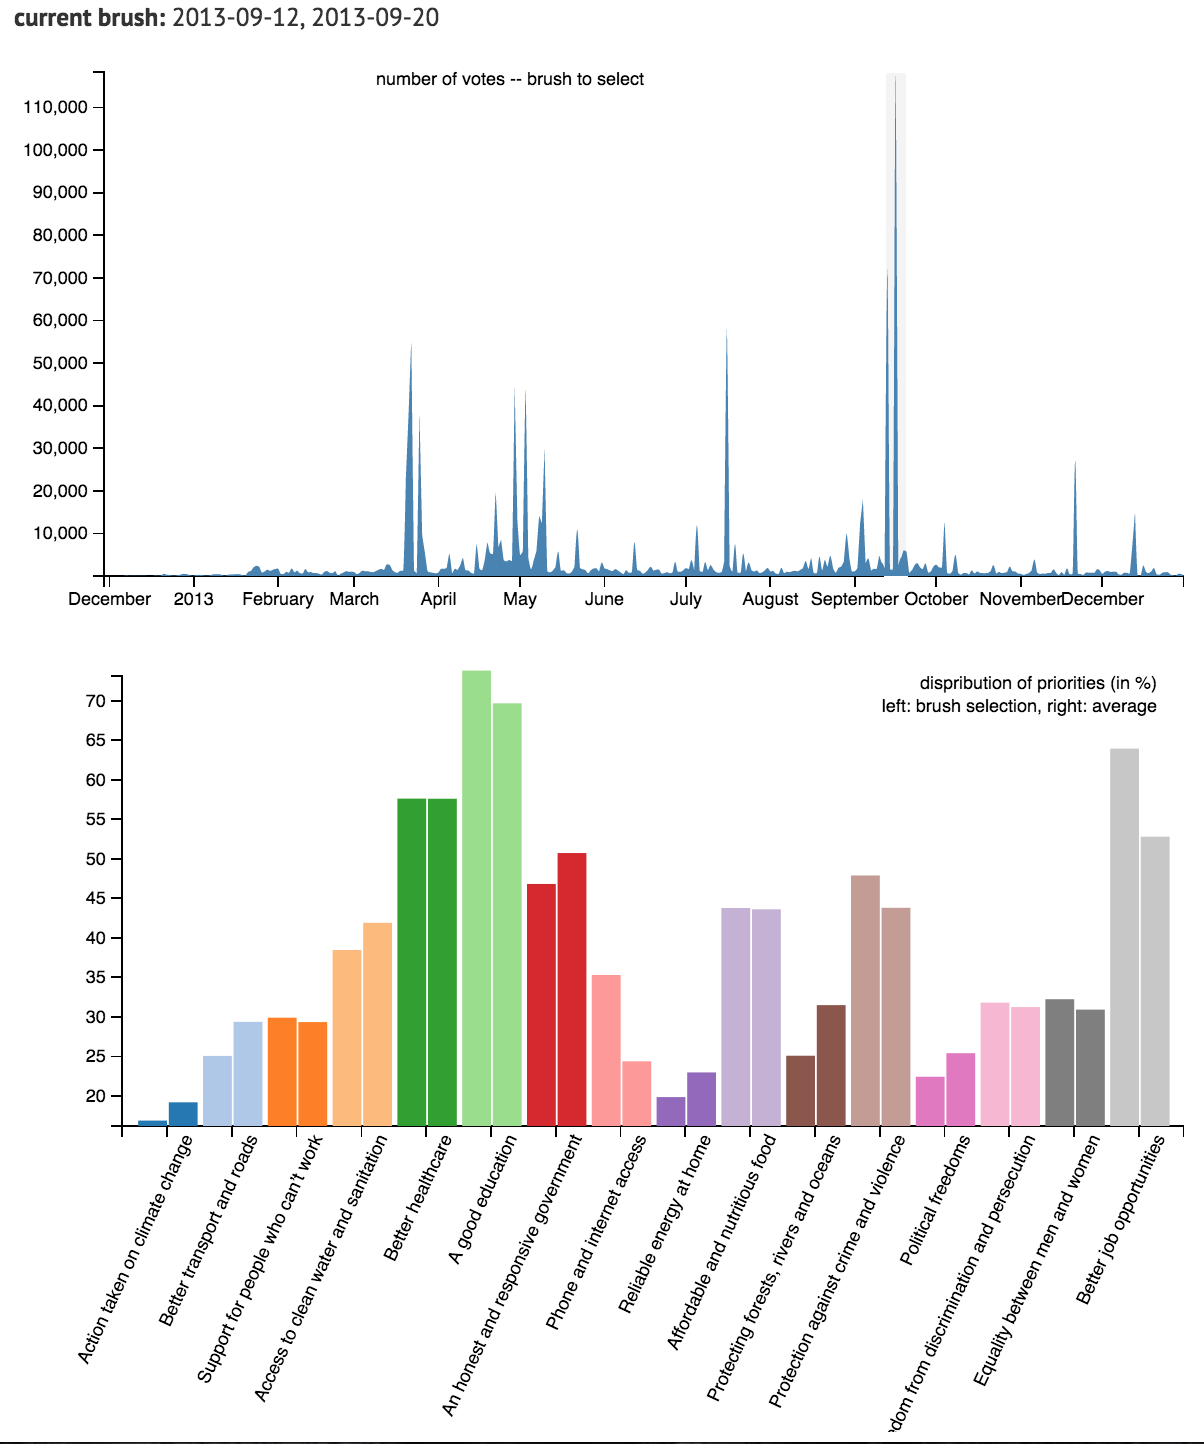 current brush: 2013-09-12, 2013-09-20
number of votes -- brush to select
110,000
100,000
90,000
80,000
70,000
60,000
50,000
40,000
30,000
20,000
10,000
December 2013 February March April May June July August September October November December
dispribution of priorities (in %)
left: brush selection, right: average
70
65
60
55
50
45
40
35
30
25
20
Action taken on climate change
Better transport and roads
Support for people who can't work
Access to clean water and sanitation
Better healthcare
A good education
An honest and responsive government
Phone and internet access
Reliable energy at home
Affordable and nutritious food
Protecting forests, rivers and oceans
Protection against crime and violence
Political freedoms
edom from discrimination and persecution
Equality between men and women
Better job opportunities